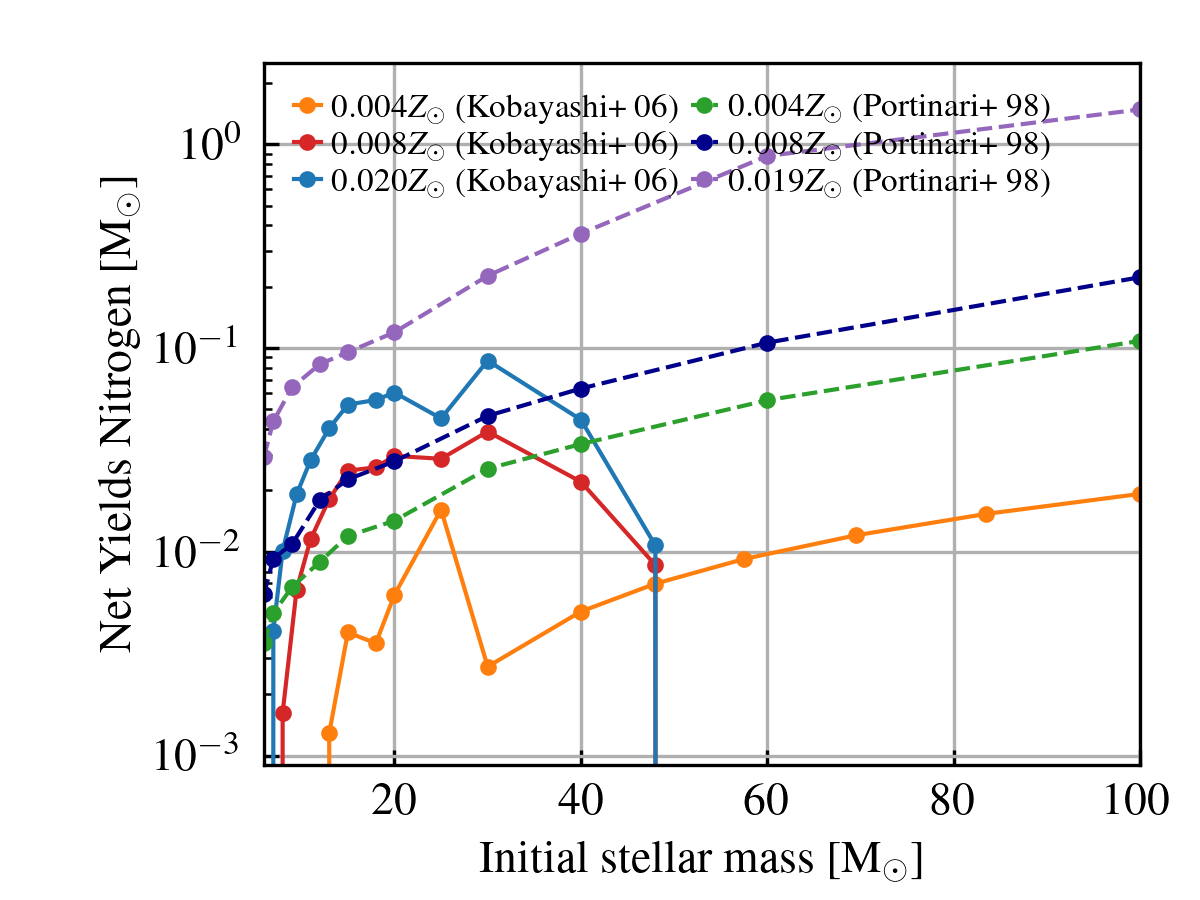 0.004Z☉ (Kobayashi+ 06) 0.004Z☉ (Portinari+ 98)
0.008Z☉ (Kobayashi+ 06) 0.008Z☉ (Portinari+ 98)
0.020Z☉ (Kobayashi+ 06) 0.019Z☉ (Portinari+ 98)
Net Yields Nitrogen [M☉]
10⁰
10⁻¹
10⁻²
10⁻³
20 40 60 80 100
Initial stellar mass [M☉]